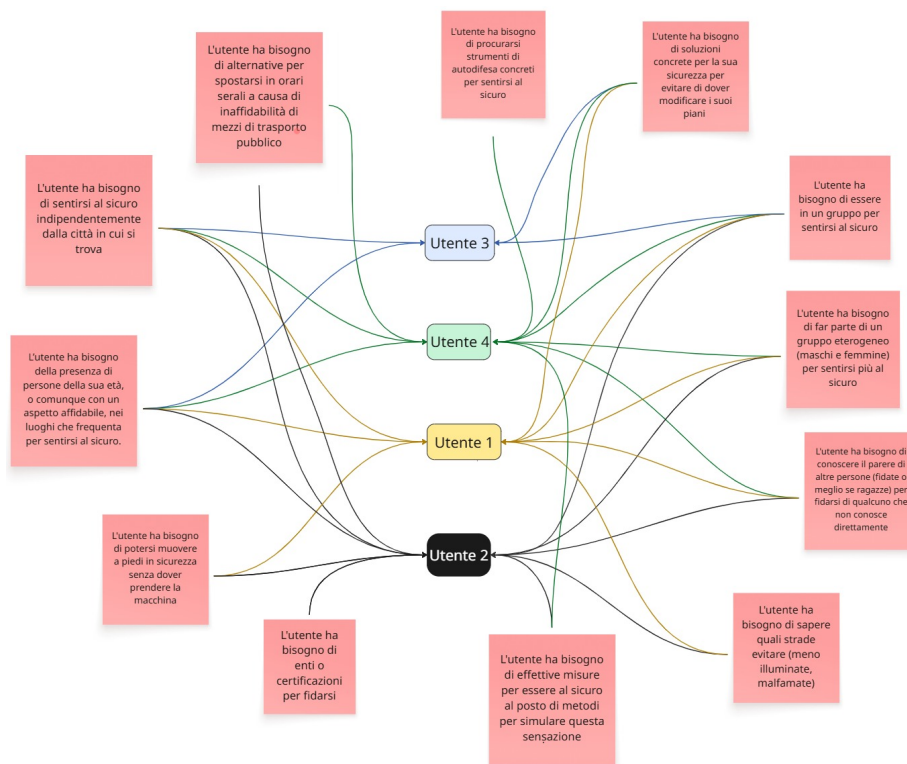 L'utente ha bisogno
di procurarsi
strumenti di
autodifesa concreti
per sentirsi al
sicuro
L'utente ha bisogno
di soluzioni
concrete per la sua
sicurezza per
evitare di dover
modificare i suoi
piani
L'utente ha bisogno
di alternative per
spostarsi in orari
serali a causa di
inaffidabilità di
mezzi di trasporto
pubblico
L'utente ha bisogno
di sentirsi al sicuro
indipendentemente
dalla città in cui si
trova
L'utente ha
bisogno di essere
in un gruppo per
sentirsi al sicuro
Utente 3
L'utente ha bisogno
di far parte di un
gruppo eterogeneo
(maschi e femmine)
per sentirsi più al
sicuro
Utente 4
L'utente ha bisogno
della presenza di
persone della sua età,
o comunque con un
aspetto affidabile, nei
luoghi che frequenta
per sentirsi al sicuro.
Utente 1
L'utente ha bisogno di
conoscere il parere di
altre persone (fidate o
meglio se ragazze) per
fidarsi di qualcuno che
non conosce
direttamente
L'utente ha bisogno
di potersi muovere
a piedi in sicurezza
senza dover
prendere la
macchina
Utente 2
L'utente ha
bisogno di sapere
quali strade
evitare (meno
illuminate,
malfamate)
L'utente ha
bisogno di
enti o
certificazioni
per fidarsi
L'utente ha bisogno
di effettive misure
per essere al sicuro
al posto di metodi
per simulare questa
sensazione